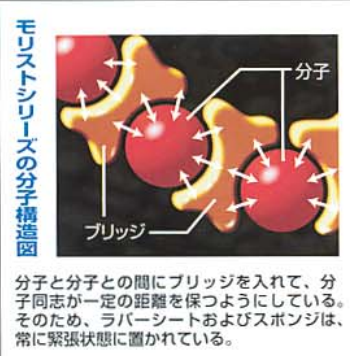 モリストシリーズの分子構造図
分子
ブリッジ
分子と分子との間にブリッジを入れて、分
子同志が一定の距離を保つようにしている。
そのため、ラバーシートおよびスポンジは、
常に緊張状態に置かれている。